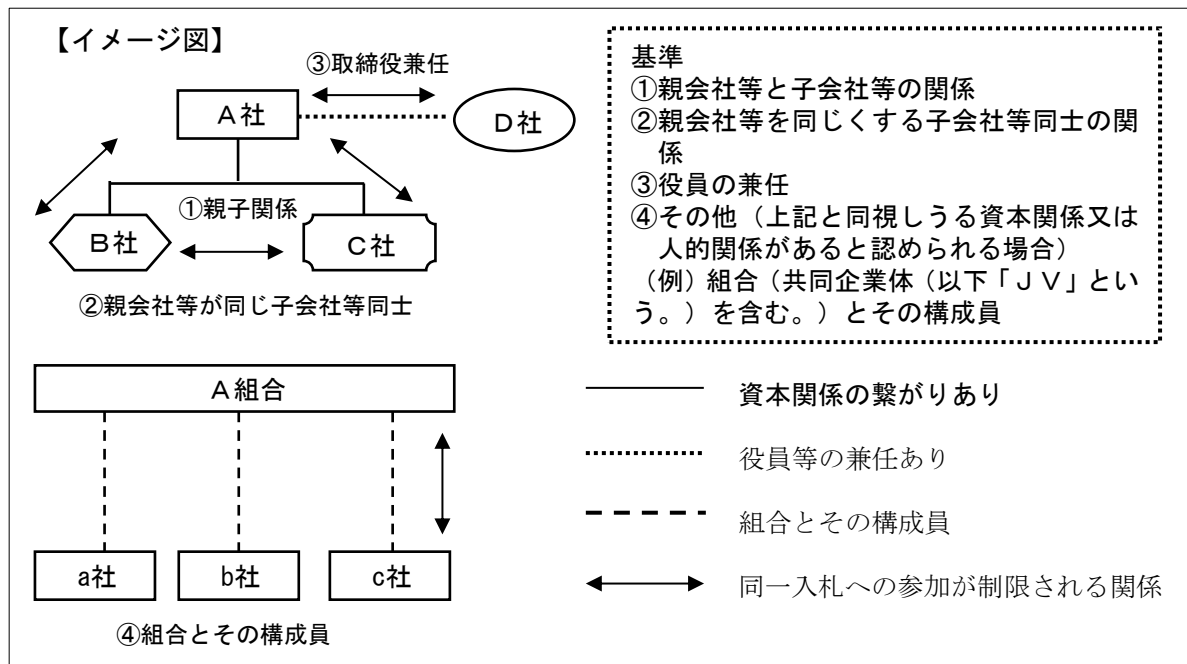 【イメージ図】
③取締役兼任
A社
D社
①親子関係
B社
C社
②親会社等が同じ子会社等同士
基準
①親会社等と子会社等の関係
②親会社等を同じくする子会社等同士の関
係
③役員の兼任
④その他（上記と同視しうる資本関係又は
人的関係があると認められる場合）
（例）組合（共同企業体（以下「ＪＶ」とい
う。）を含む。）とその構成員
A組合
a社
b社
c社
④組合とその構成員
資本関係の繋がりあり
役員等の兼任あり
組合とその構成員
同一入札への参加が制限される関係